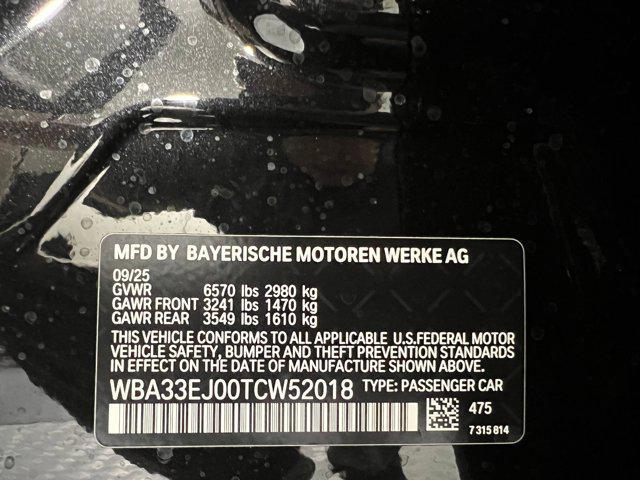 MFD BY BAYERISCHE MOTOREN WERKE AG
09/25
GVWR 6570 lbs 2980 kg
GAWR FRONT 3241 lbs 1470 kg
GAWR REAR 3549 lbs 1610 kg
THIS VEHICLE CONFORMS TO ALL APPLICABLE U.S.FEDERAL MOTOR
VEHICLE SAFETY, BUMPER AND THEFT PREVENTION STANDARDS
IN EFFECT ON THE DATE OF MANUFACTURE SHOWN ABOVE.
WBA33EJ00TCW52018 TYPE: PASSENGER CAR
475
7 315 814